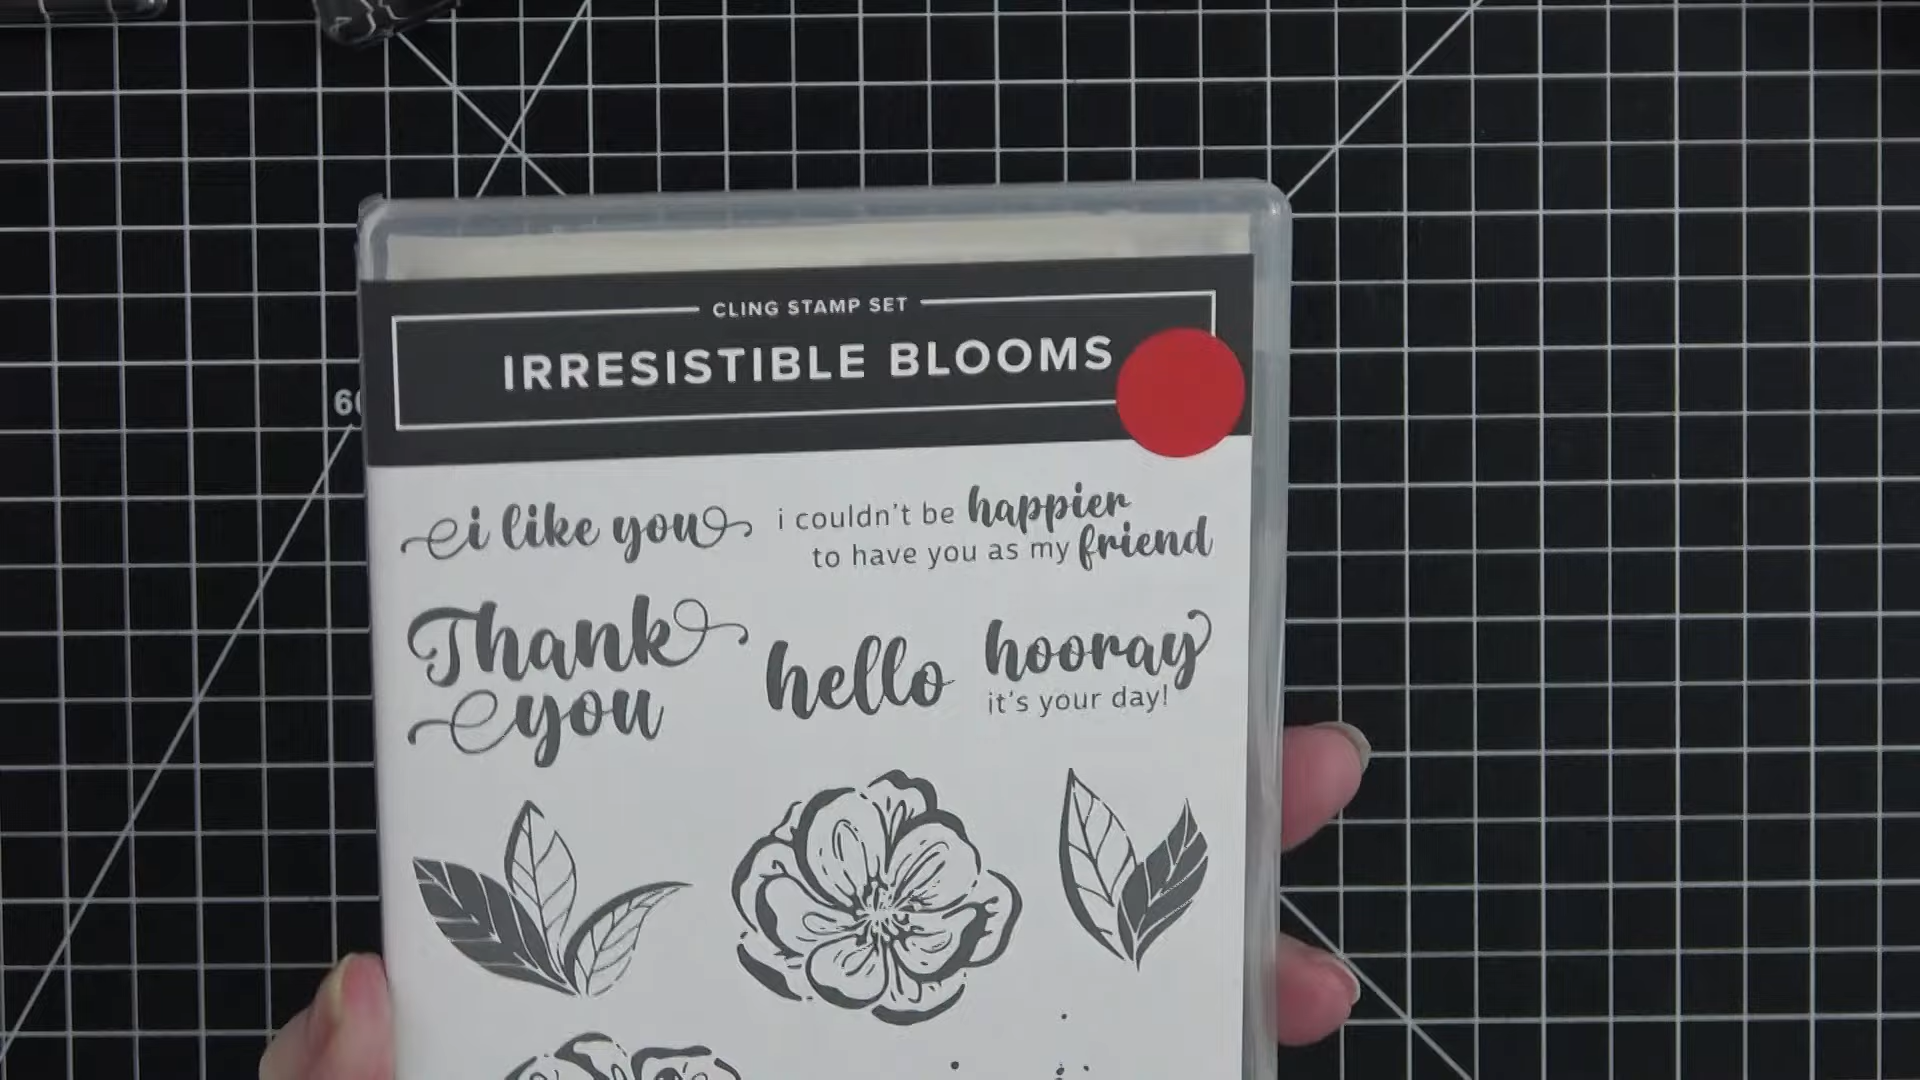 CLING STAMP SET
IRRESISTIBLE BLOOMS
i like you
i couldn't be happier
to have you as my friend
Thank
you
hello
hooray
it's your day!